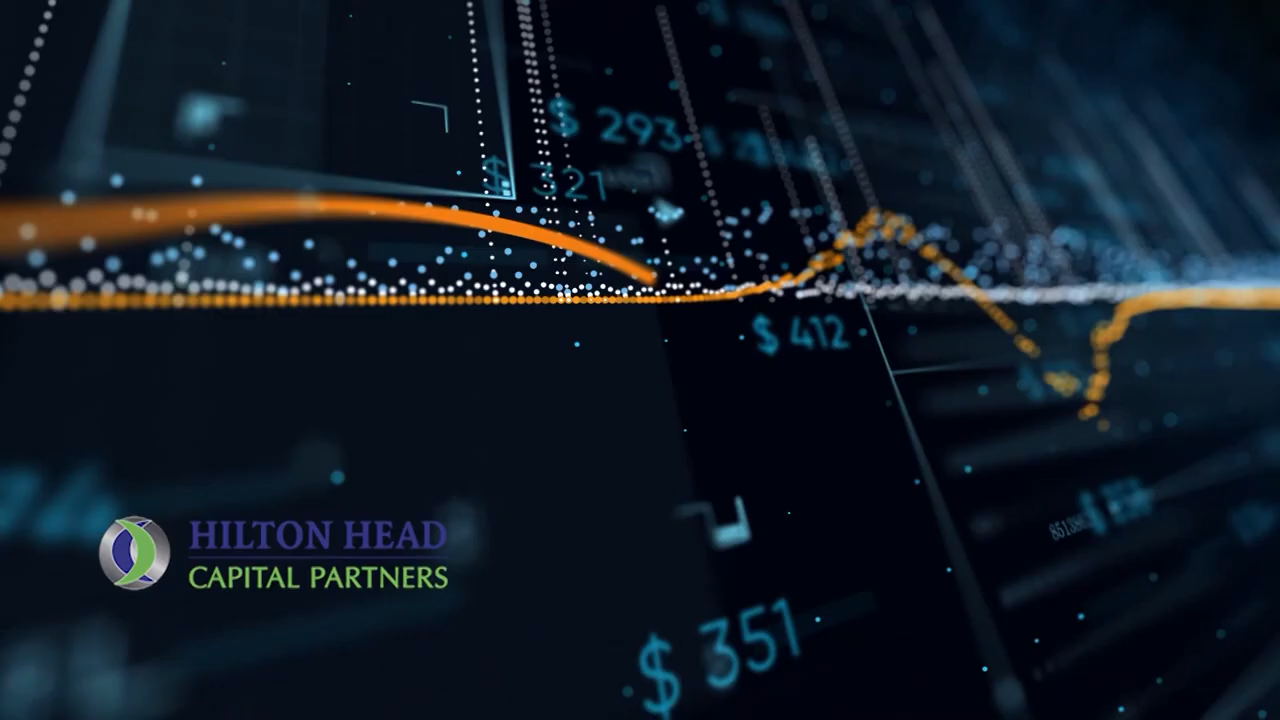 $ 293
$ 321
$ 412
HILTON HEAD
CAPITAL PARTNERS
$ 351